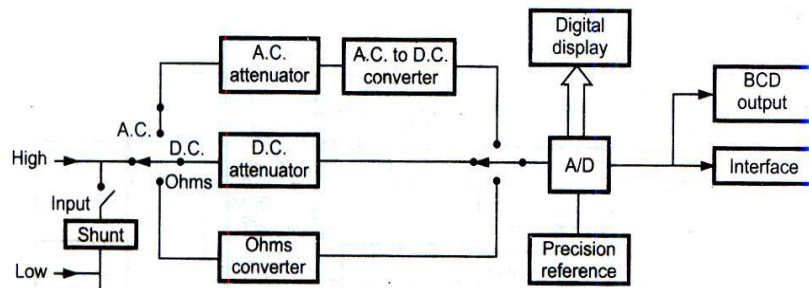 A.C.
attenuator
A.C. to D.C.
converter
Digital
display
BCD
output
A.C.
High
D.C.
D.C.
attenuator
A/D
Interface
Ohms
Input
Shunt
Ohms
converter
Precision
reference
Low